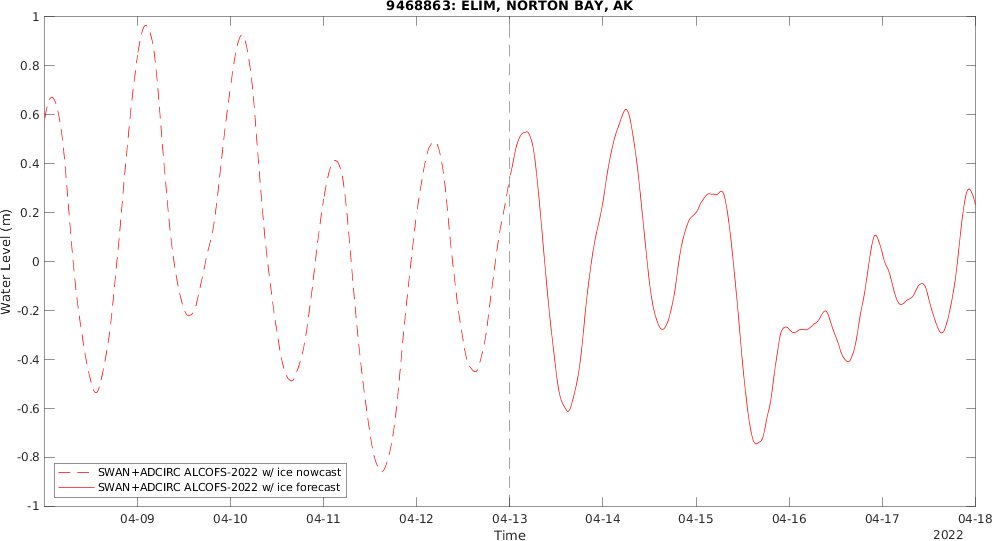 9468863: ELIM, NORTON BAY, AK
1
0.8
0.6
0.4
0.2
0
-0.2
-0.4
-0.6
-0.8
-1
Water Level (m)
SWAN+ADCIRC ALCOFS-2022 w/ ice nowcast
SWAN+ADCIRC ALCOFS-2022 w/ ice forecast
04-09 04-10 04-11 04-12 04-13 04-14 04-15 04-16 04-17 04-18
Time
2022